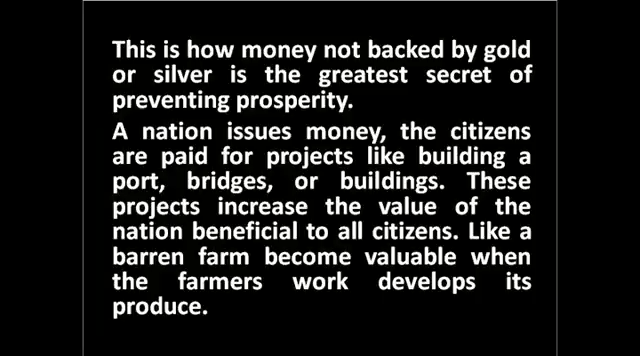 This is how money not backed by gold
or silver is the greatest secret of
preventing prosperity.
A nation issues money, the citizens
are paid for projects like building a
port, bridges, or buildings. These
projects increase the value of the
nation beneficial to all citizens. Like a
barren farm become valuable when
the farmers work develops its
produce.